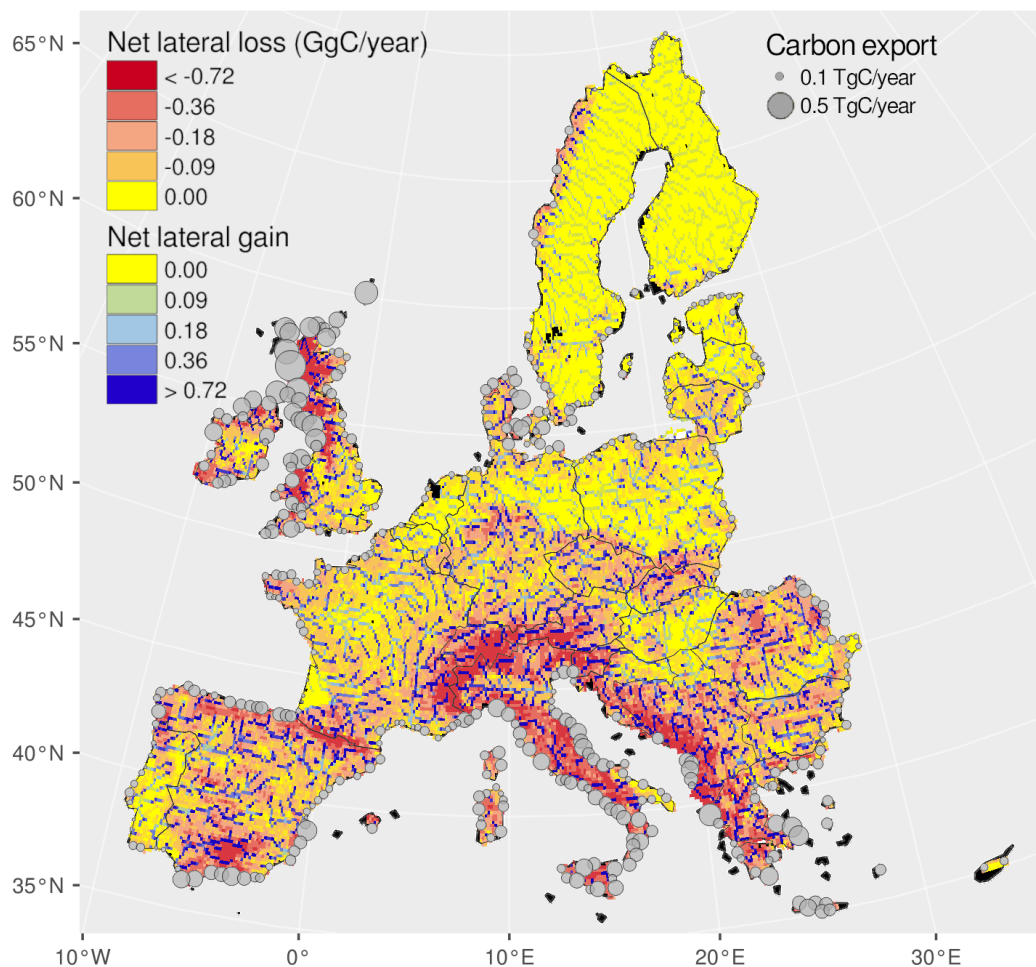 Net lateral loss (GgC/year)
< -0.72
-0.36
-0.18
-0.09
0.00
Net lateral gain
0.00
0.09
0.18
0.36
> 0.72
Carbon export
0.1 TgC/year
0.5 TgC/year
65°N
60°N
55°N
50°N
45°N
40°N
35°N
10°W
0°
10°E
20°E
30°E